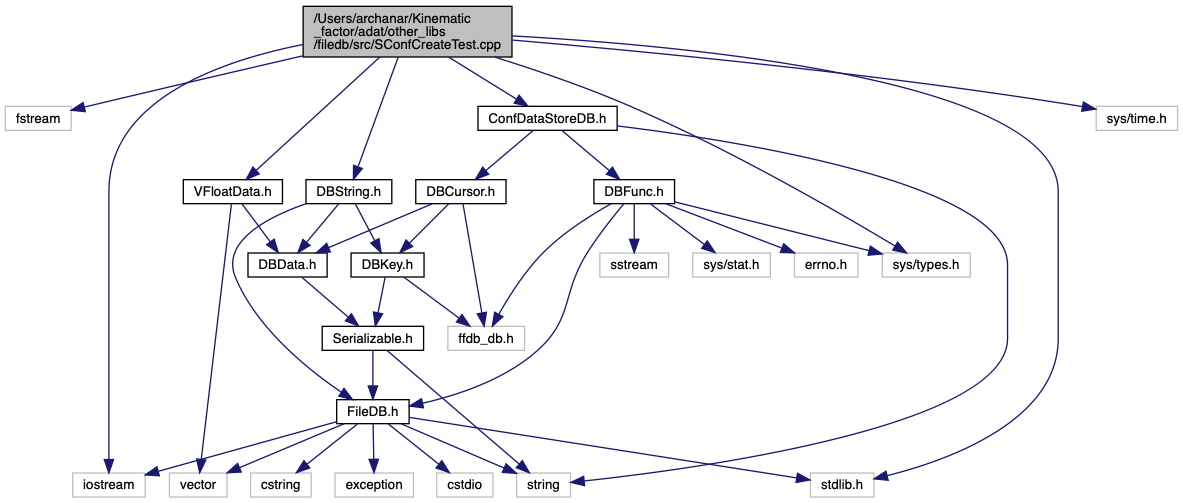 /Users/archanar/Kinematic
_factor/adat/other_libs
/filedb/src/SConfCreateTest.cpp
fstream
ConfDataStoreDB.h
sys/time.h
VFloatData.h
DBString.h
DBCursor.h
DBFunc.h
DBData.h
DBKey.h
sstream
sys/stat.h
errno.h
sys/types.h
Serializable.h
ffdb_db.h
FileDB.h
iostream
vector
cstring
exception
cstdio
string
stdlib.h